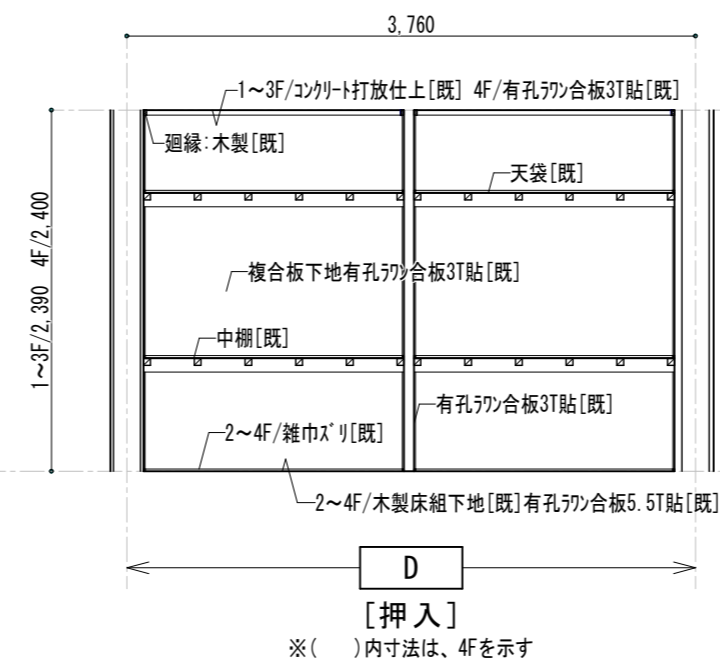 3,760
1~3F/コンクリート打放仕上[既] 4F/有孔ラワン合板3T貼[既]
廻縁:木製[既]
天袋[既]
1~3F/2,390 4F/2,400
複合板下地有孔ラワン合板3T貼[既]
中棚[既]
有孔ラワン合板3T貼[既]
2~4F/雑巾ズリ[既]
2~4F/木製床組下地[既]有孔ラワン合板5.5T貼[既]
D
[押入]
※( )内寸法は、4Fを示す